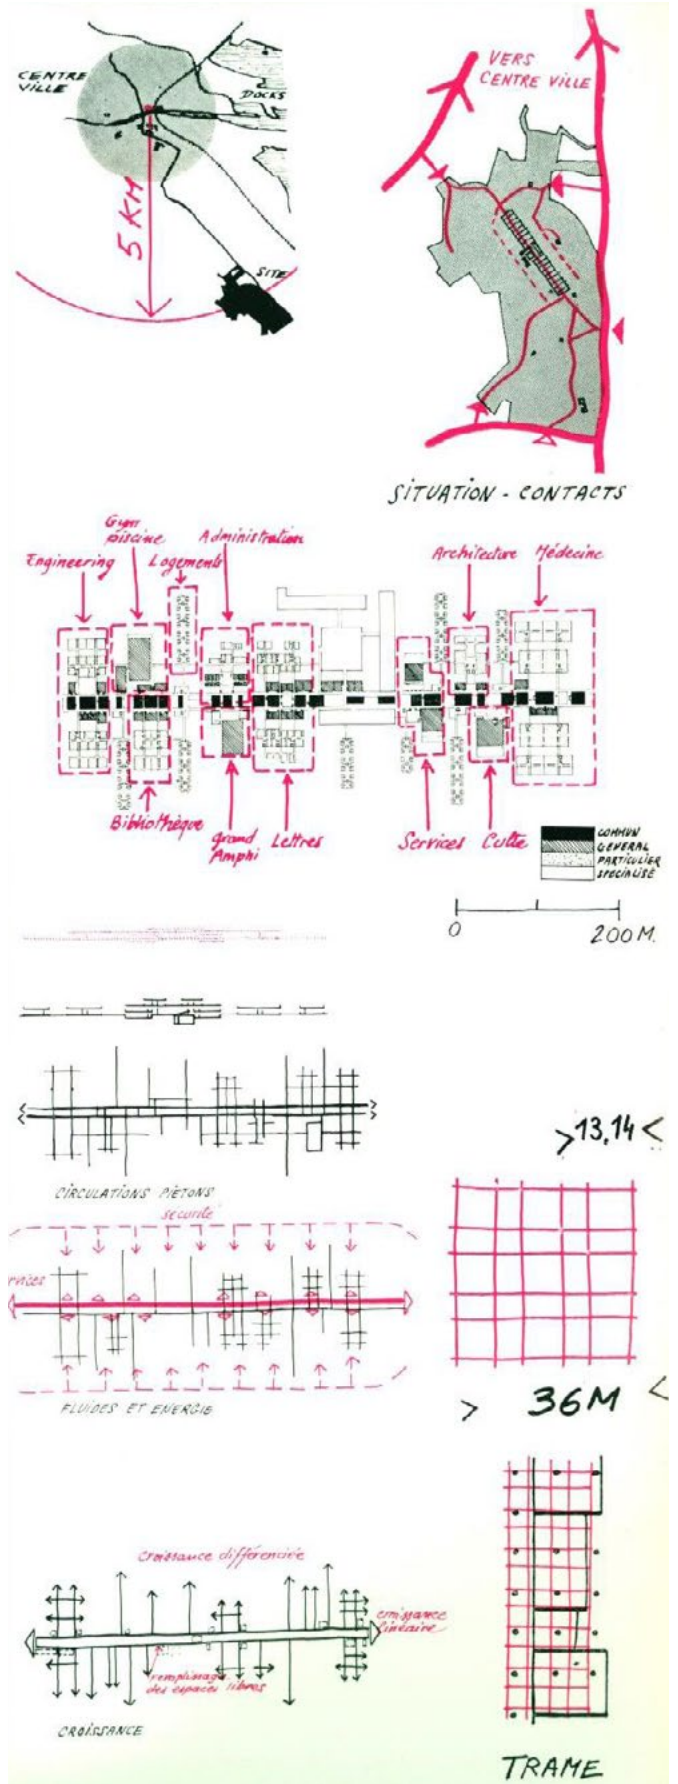 CENTRE
VILLE
DOCKS
5 KM
SITE
VERS
CENTRE VILLE
SITUATION - CONTACTS
Gym
piscine
Administration
Engineering
Logements
Architecture
Médecine
Bibliothèque
Grand
Amphi
Lettres
Services
Culte
COMMUN
GENERAL
PARTICULIER
SPECIALISÉ
0
200 M.
CIRCULATIONS PIETONS
>13,14<
sécurité
FLUIDES ET ENERGIE
> 36M <
croissance différenciée
croissance
linéaire
remplissage
des espaces libres
CROISSANCE
TRAME